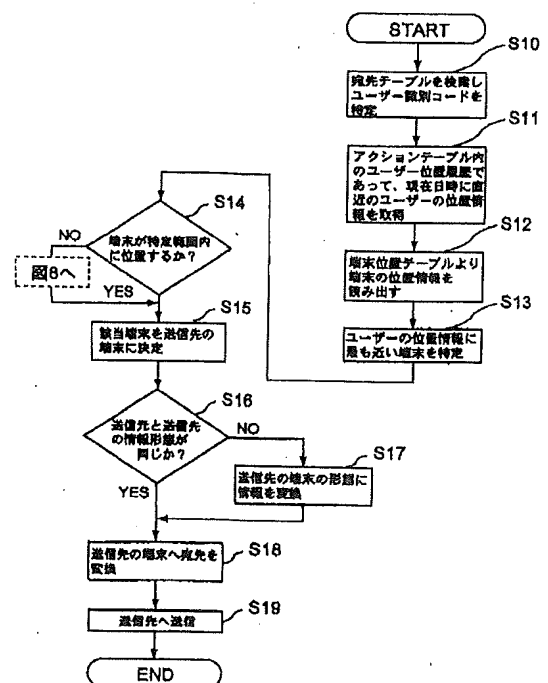 START
S10
宛先テーブルを検索し
ユーザー識別コードを
特定
S11
アクションテーブル内
のユーザー位置履歴で
あって、現在日時に直
近のユーザーの位置情
報を取得
S12
端末位置テーブルより
端末の位置情報を
読み出す
S13
ユーザーの位置情報に
最も近い端末を特定
S14
端末が特定範囲内
に位置するか?
NO
図8へ
YES
S15
該当端末を送信先の
端末に決定
S16
送信元と送信先
の情報形態が
同じか?
NO
YES
S17
送信先の端末の形態に
情報を変換
S18
送信先の端末へ宛先を
変換
S19
送信先へ送信
END